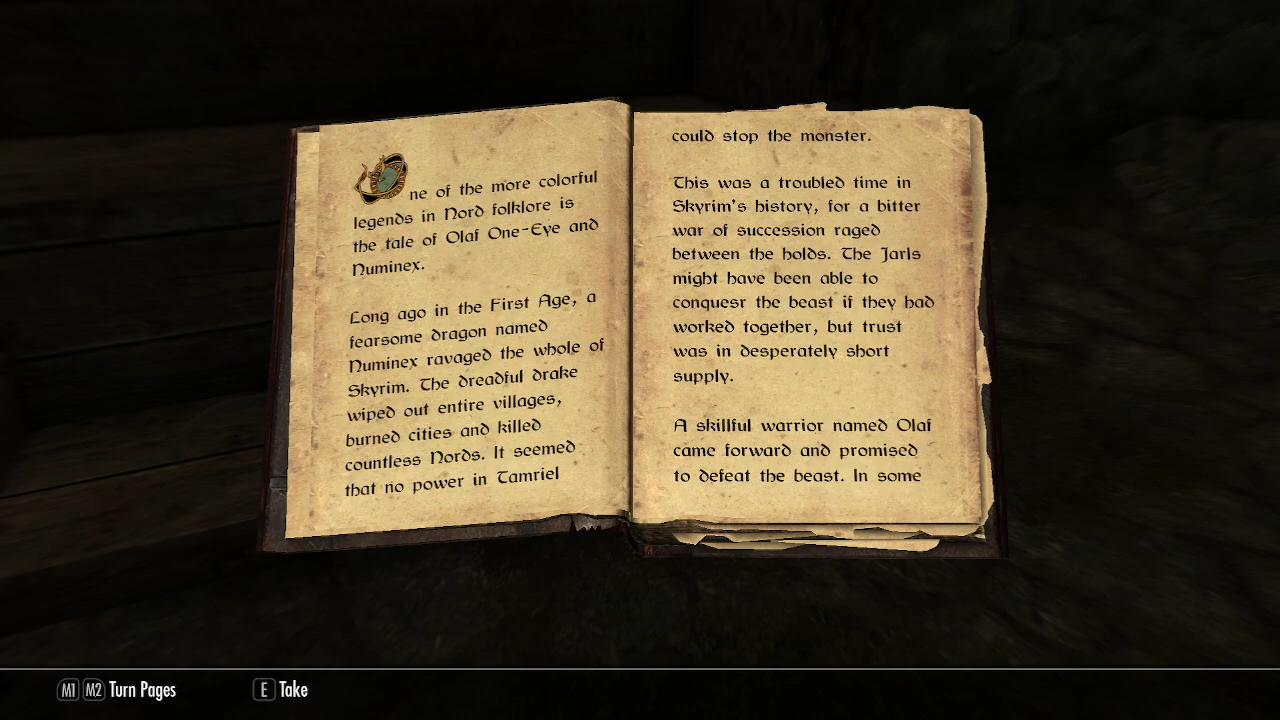 One of the more colorful
legends in Nord folklore is
the tale of Olaf One-Eye and
Numinex.
Long ago in the First Age, a
fearsome dragon named
Numinex ravaged the whole of
Skyrim. The dreadful drake
wiped out entire villages,
burned cities and killed
countless Nords. It seemed
that no power in Tamriel
could stop the monster.
This was a troubled time in
Skyrim's history, for a bitter
war of succession raged
between the holds. The Jarls
might have been able to
conquesr the beast if they had
worked together, but trust
was in desperately short
supply.
A skillful warrior named Olaf
came forward and promised
to defeat the beast. In some
M1 M2 Turn Pages
E Take